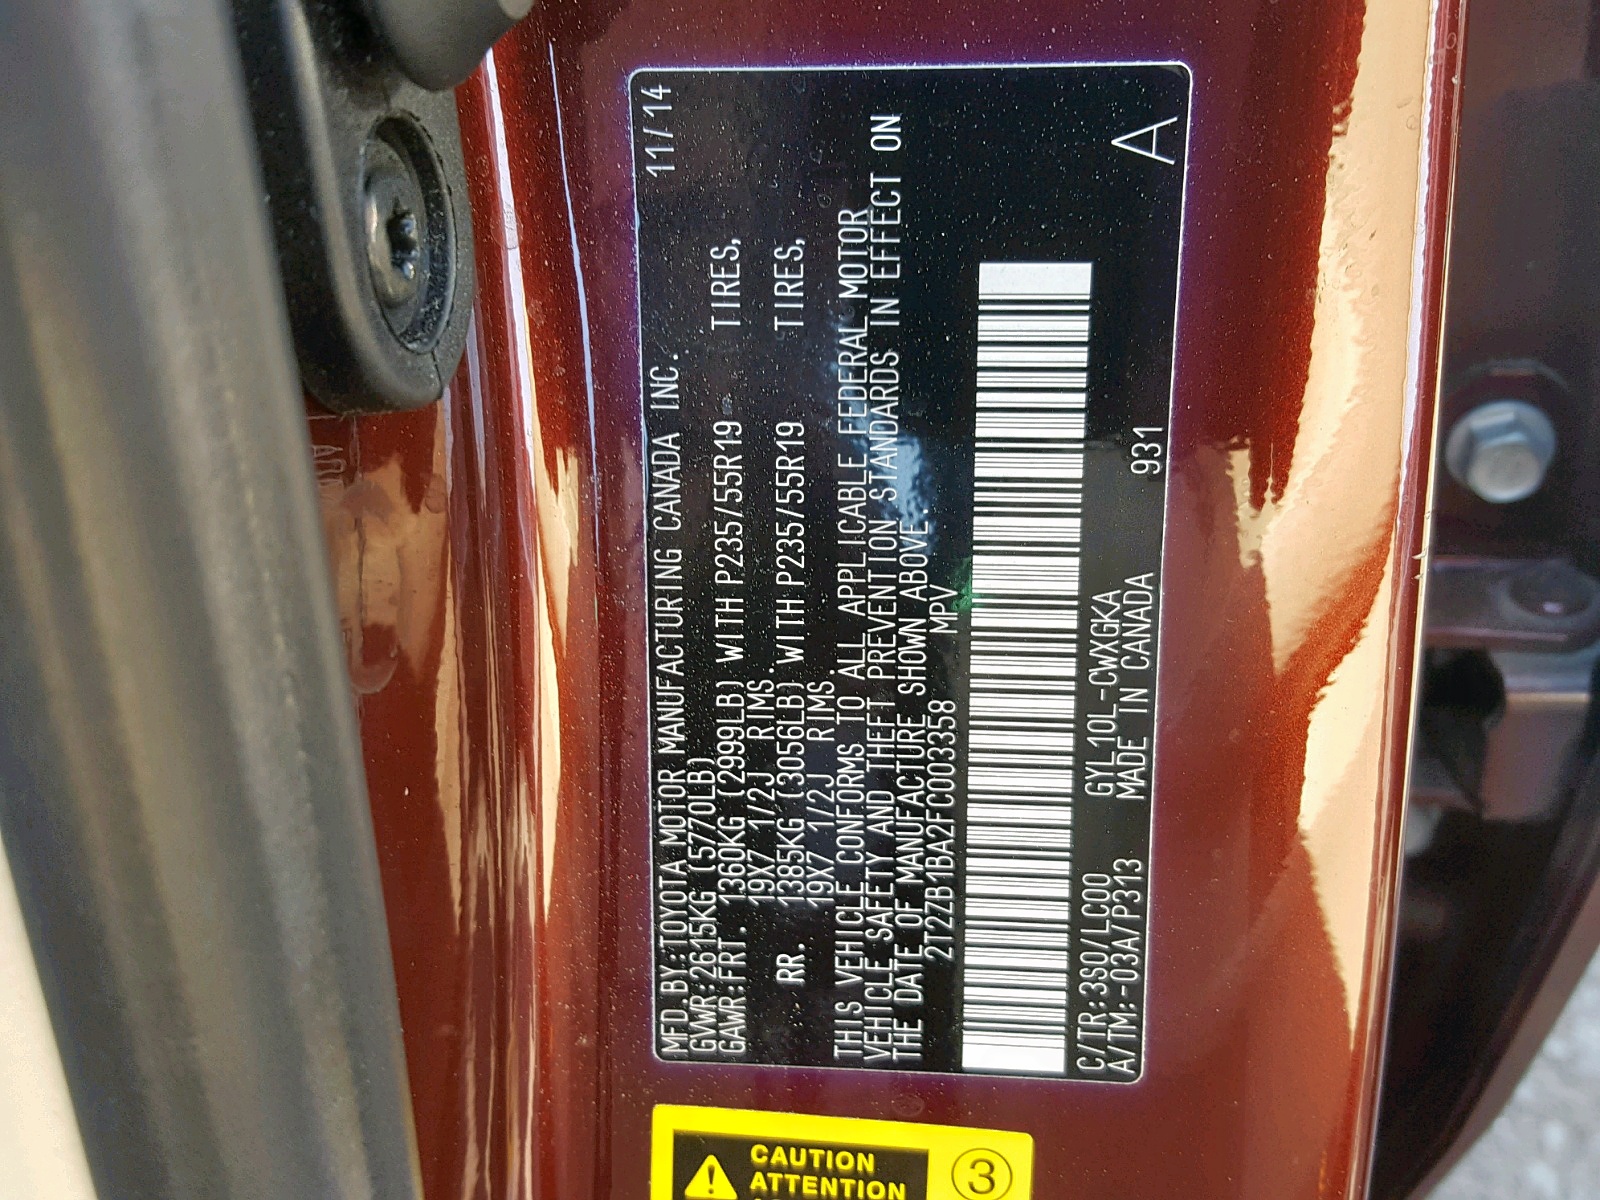 MFD.BY:TOYOTA MOTOR MANUFACTURING CANADA INC. 11/14
GVWR:2615KG (5770LB)
GAWR:FRT. 1360KG (2999LB) WITH P235/55R19 TIRES,
19X7 1/2J RIMS
RR. 1385KG (3056LB) WITH P235/55R19 TIRES,
19X7 1/2J RIMS
THIS VEHICLE CONFORMS TO ALL APPLICABLE FEDERAL MOTOR
VEHICLE SAFETY AND THEFT PREVENTION STANDARDS IN EFFECT ON
THE DATE OF MANUFACTURE SHOWN ABOVE.
2T2ZB1BA2FC003358 MPV
C/TR:3S0/LC00 GYL10L-CWXGKA
A/TM:-03A/P313 MADE IN CANADA 931
A
CAUTION
ATTENTION
3